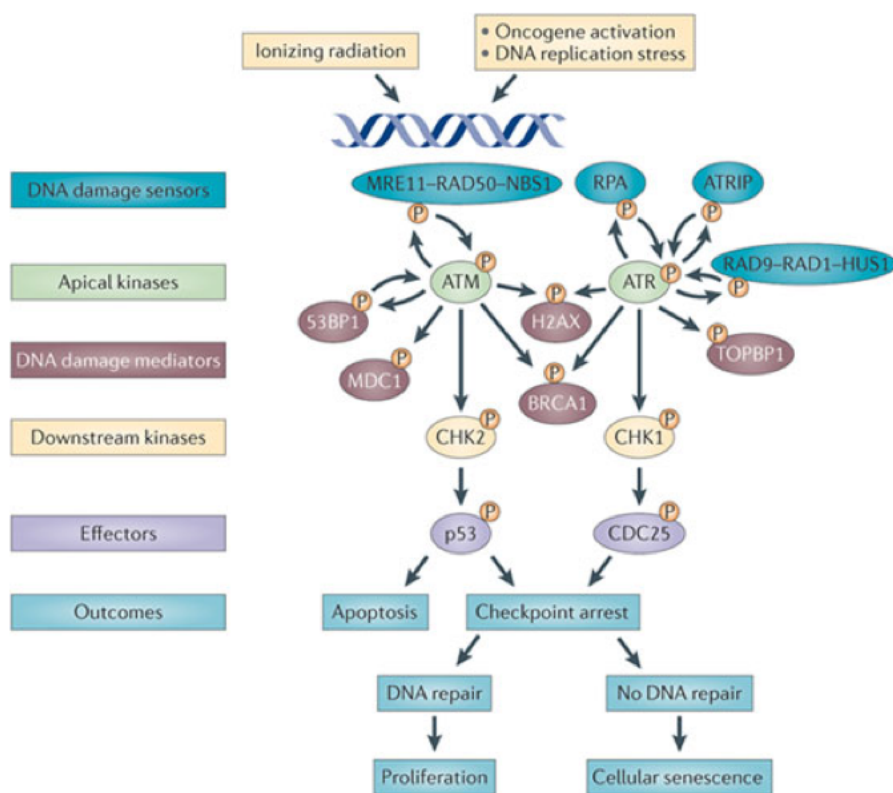 Ionizing radiation
• Oncogene activation
• DNA replication stress
DNA damage sensors
MRE11–RAD50–NBS1
RPA
ATRIP
P
P
P
RAD9–RAD1–HUS1
Apical kinases
ATM
P
ATR
P
P
53BP1
P
H2AX
P
DNA damage mediators
MDC1
P
BRCA1
P
TOPBP1
P
Downstream kinases
CHK2
P
CHK1
P
Effectors
p53
P
CDC25
P
Outcomes
Apoptosis
Checkpoint arrest
DNA repair
No DNA repair
Proliferation
Cellular senescence